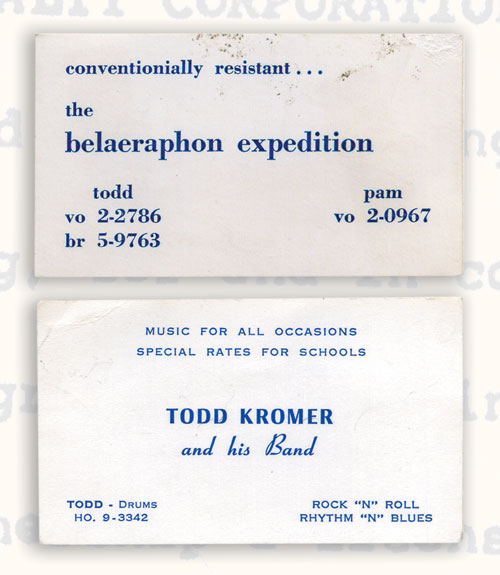 conventionially resistant...
the
belaeraphon expedition
todd
vo 2-2786
br 5-9763
pam
vo 2-0967
MUSIC FOR ALL OCCASIONS
SPECIAL RATES FOR SCHOOLS
TODD KROMER
and his Band
TODD - DRUMS
HO. 9-3342
ROCK "N" ROLL
RHYTHM "N" BLUES